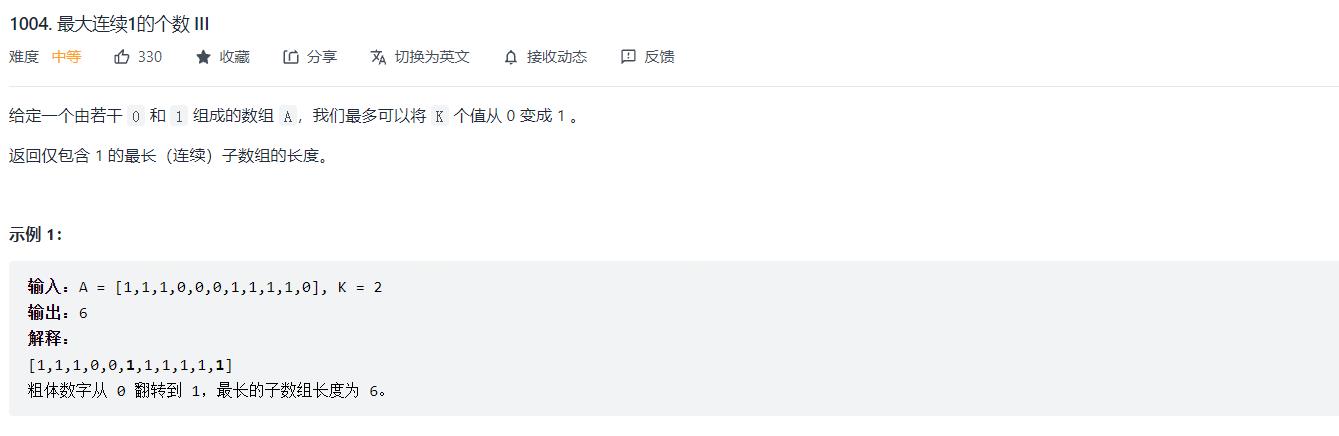 1004. 最大连续1的个数 III
难度 中等 330 收藏 分享 切换为英文 接收动态 反馈
给定一个由若干 0 和 1 组成的数组 A，我们最多可以将 K 个值从 0 变成 1 。
返回仅包含 1 的最长（连续）子数组的长度。
示例 1：
输入：A = [1,1,1,0,0,0,1,1,1,1,0], K = 2
输出：6
解释：
[1,1,1,0,0,1,1,1,1,1,1]
粗体数字从 0 翻转到 1，最长的子数组长度为 6。